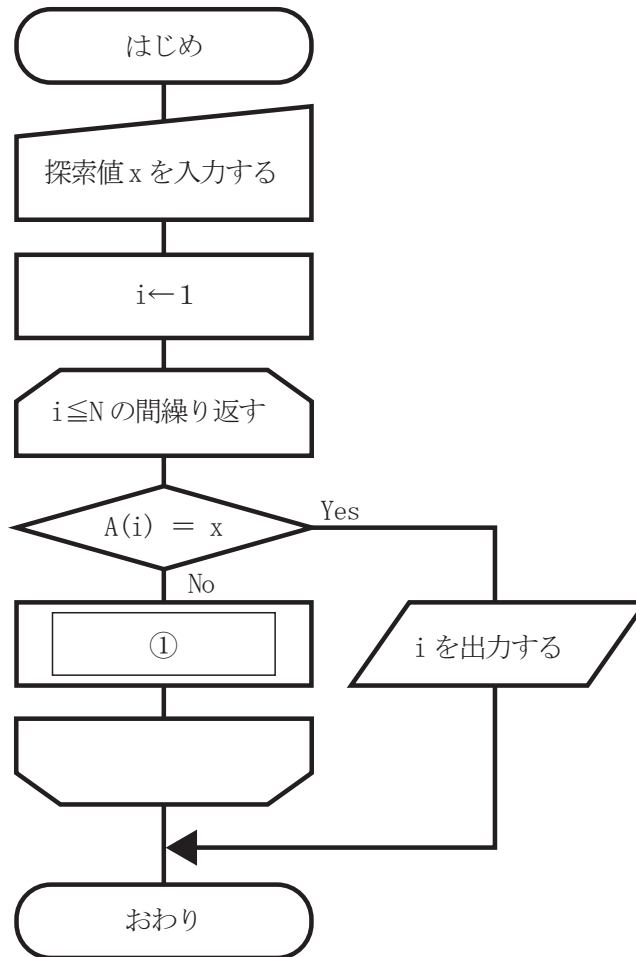 はじめ
探索値 x を入力する
i←1
i≦N の間繰り返す
A(i) ＝ x
Yes
No
①
i を出力する
おわり